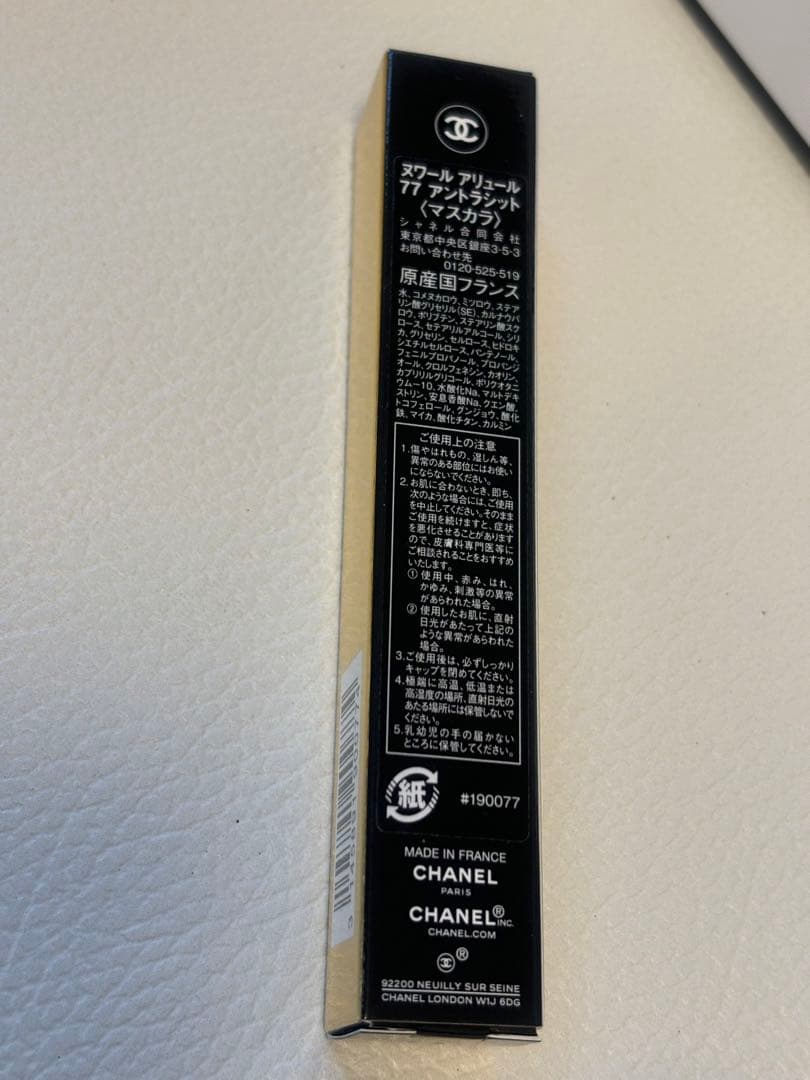 ヌワール アリュール
77 アントラシット
〈マスカラ〉
シャネル合同会社
東京都中央区銀座3-5-3
お問い合わせ先
0120-525-519
原産国フランス
水、コメヌカロウ、ミツロウ、ステア
リン酸グリセリル(SE)、カルナウバ
ロウ、ポリブテン、ステアリン酸スク
ロース、セテアリルアルコール、シリ
カ、グリセリン、セルロース、ヒドロキ
シエチルセルロース、パンテノール、
フェニルプロパノール、プロパンジ
オール、クロルフェネシン、カオリン、
カプリリルグリコール、ポリクオタニ
ウム-10、水酸化Na、マルトデキ
ストリン、安息香酸Na、クエン酸、
トコフェロール、グンジョウ、酸化
鉄、マイカ、酸化チタン、カルミン
ご使用上の注意
1.傷やはれもの、湿しん等、
異常のある部位にはお使い
にならないでください。
2.お肌に合わないとき、即ち、
次のような場合には、ご使用
を中止してください。そのまま
ご使用を続けますと、症状
を悪化させることがあります
ので、皮膚科専門医等に
ご相談されることをおすすめ
いたします。
①使用中、赤み、はれ、
かゆみ、刺激等の異常
があらわれた場合。
②使用したお肌に、直射
日光があたって上記の
ような異常があらわれた
場合。
3.ご使用後は、必ずしっかり
キャップを閉めてください。
4.極端に高温、低温または
高湿度の場所、直射日光の
あたる場所には保管しないで
ください。
5.乳幼児の手の届かない
ところに保管してください。
紙
#190077
MADE IN FRANCE
CHANEL
PARIS
CHANEL® INC.
CHANEL.COM
®
92200 NEUILLY SUR SEINE
CHANEL LONDON W1J 6DG